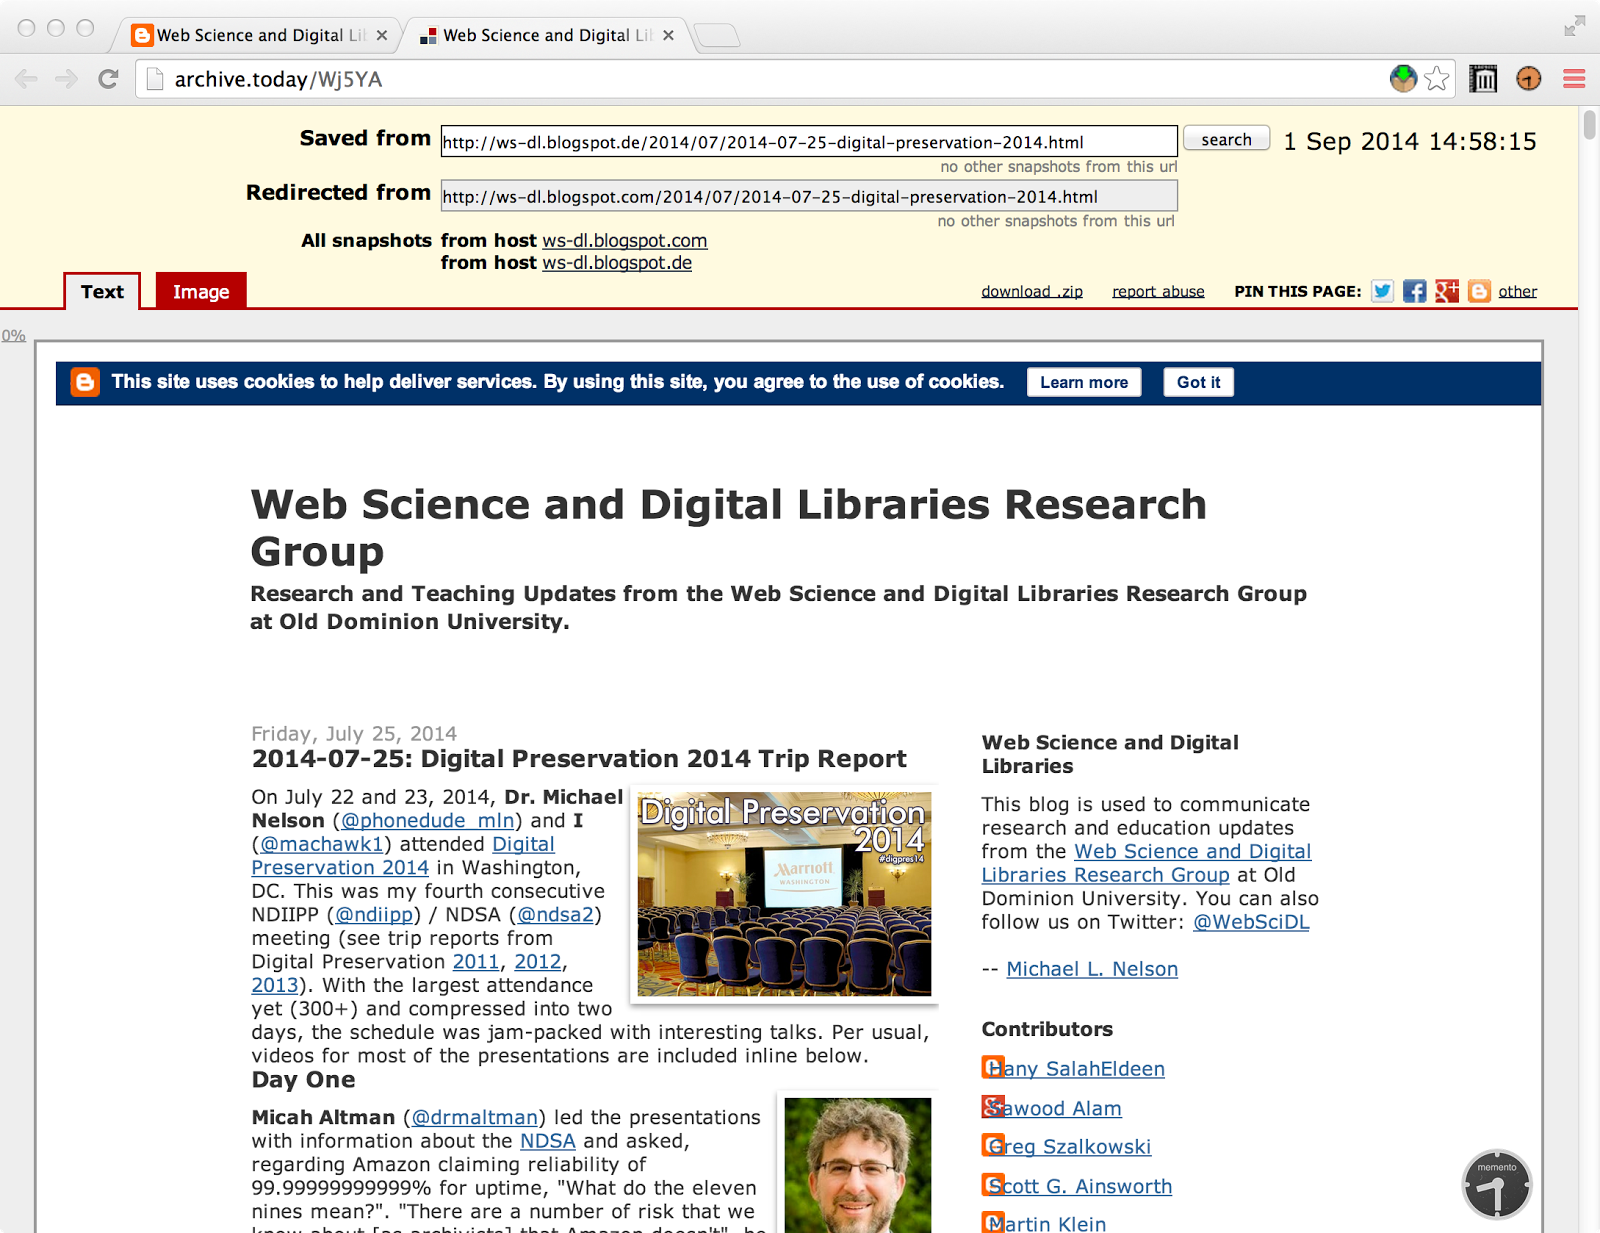 Web Science and Digital Li
Web Science and Digital Li
archive.today/Wj5YA
Saved from http://ws-dl.blogspot.de/2014/07/2014-07-25-digital-preservation-2014.html search 1 Sep 2014 14:58:15
no other snapshots from this url
Redirected from http://ws-dl.blogspot.com/2014/07/2014-07-25-digital-preservation-2014.html
no other snapshots from this url
All snapshots from host ws-dl.blogspot.com
from host ws-dl.blogspot.de
Text Image download .zip report abuse PIN THIS PAGE: other
0%
This site uses cookies to help deliver services. By using this site, you agree to the use of cookies. Learn more Got it
Web Science and Digital Libraries Research
Group
Research and Teaching Updates from the Web Science and Digital Libraries Research Group
at Old Dominion University.
Friday, July 25, 2014
2014-07-25: Digital Preservation 2014 Trip Report
On July 22 and 23, 2014, Dr. Michael
Nelson (@phonedude_mln) and I
(@machawk1) attended Digital
Preservation 2014 in Washington,
DC. This was my fourth consecutive
NDIIPP (@ndiipp) / NDSA (@ndsa2)
meeting (see trip reports from
Digital Preservation 2011, 2012,
2013). With the largest attendance
yet (300+) and compressed into two
days, the schedule was jam-packed with interesting talks. Per usual,
videos for most of the presentations are included inline below.
Digital Preservation
2014
#digpres14
Marriott
WASHINGTON
Day One
Micah Altman (@drmaltman) led the presentations
with information about the NDSA and asked,
regarding Amazon claiming reliability of
99.99999999999% for uptime, "What do the eleven
nines mean?". "There are a number of risk that we
know about [as archivists] that Amazon doesn't", he
Web Science and Digital
Libraries
This blog is used to communicate
research and education updates
from the Web Science and Digital
Libraries Research Group at Old
Dominion University. You can also
follow us on Twitter: @WebSciDL
-- Michael L. Nelson
Contributors
Hany SalahEldeen
Sawood Alam
Greg Szalkowski
Scott G. Ainsworth
Martin Klein
memento